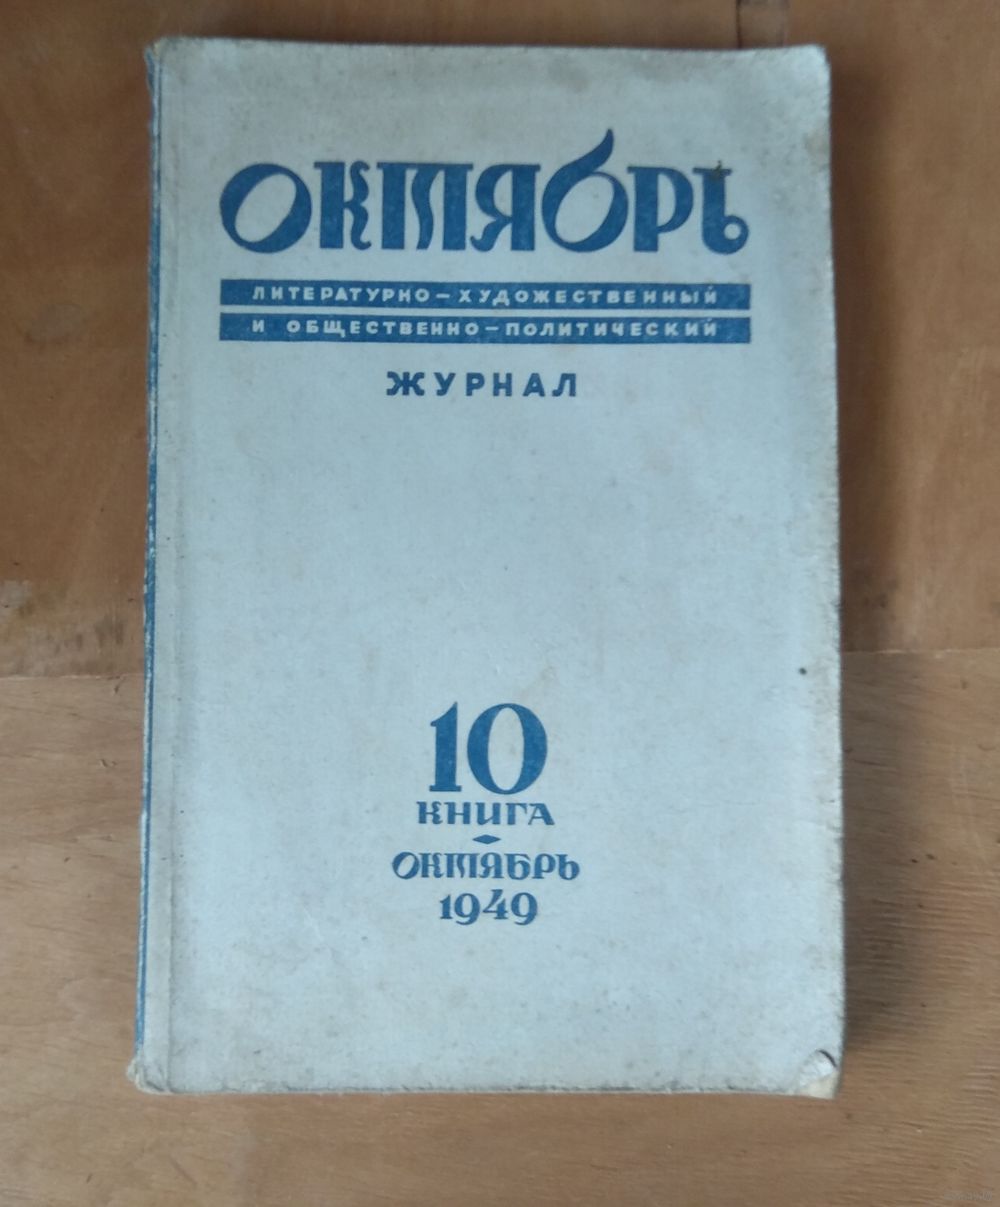 ОКТЯБРЬ
ЛИТЕРАТУРНО-ХУДОЖЕСТВЕННЫЙ
И ОБЩЕСТВЕННО-ПОЛИТИЧЕСКИЙ
ЖУРНАЛ
10
КНИГА
ОКТЯБРЬ
1949